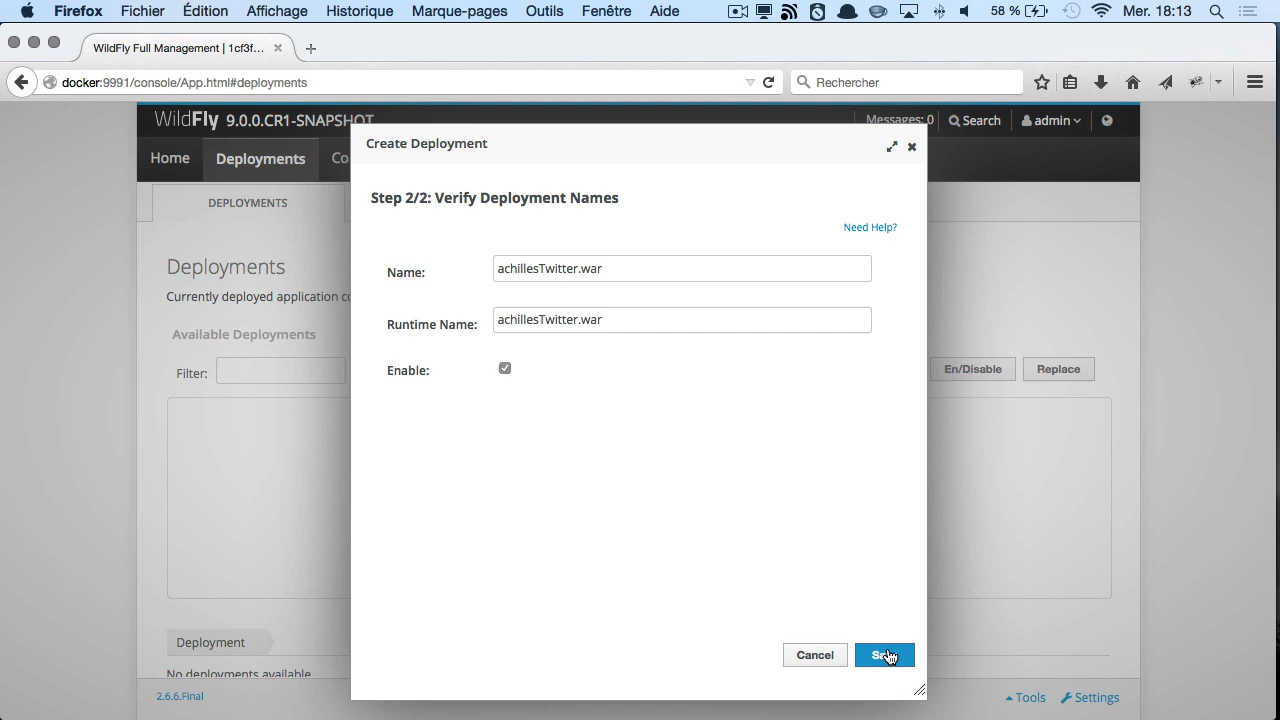 Firefox Fichier Édition Affichage Historique Marque-pages Outils Fenêtre Aide 58 % Mer. 18:13
WildFly Full Management | 1cf3f...
docker:9991/console/App.html#deployments Rechercher
WildFly 9.0.0.CR1-SNAPSHOT Messages: 0 Search admin
Home Deployments
DEPLOYMENTS
Create Deployment
Step 2/2: Verify Deployment Names
Need Help?
Name: achillesTwitter.war
Runtime Name: achillesTwitter.war
Enable:
Cancel
Deployments
Currently deployed application
Available Deployments
Filter: En/Disable Replace
Deployment
No deployments available
2.6.6.Final Tools Settings